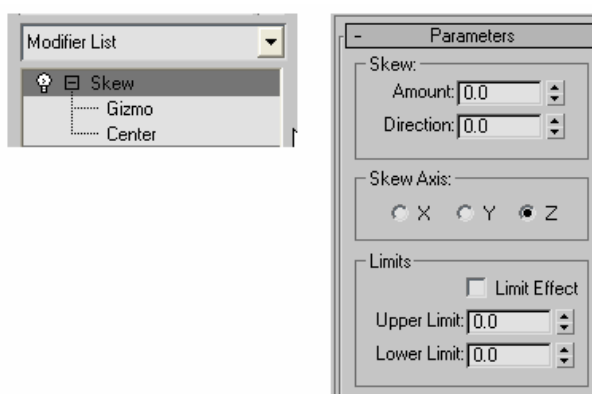 Modifier List
Skew
Gizmo
Center
- Parameters
Skew:
Amount: 0.0
Direction: 0.0
Skew Axis:
X Y Z
Limits
Limit Effect
Upper Limit: 0.0
Lower Limit: 0.0